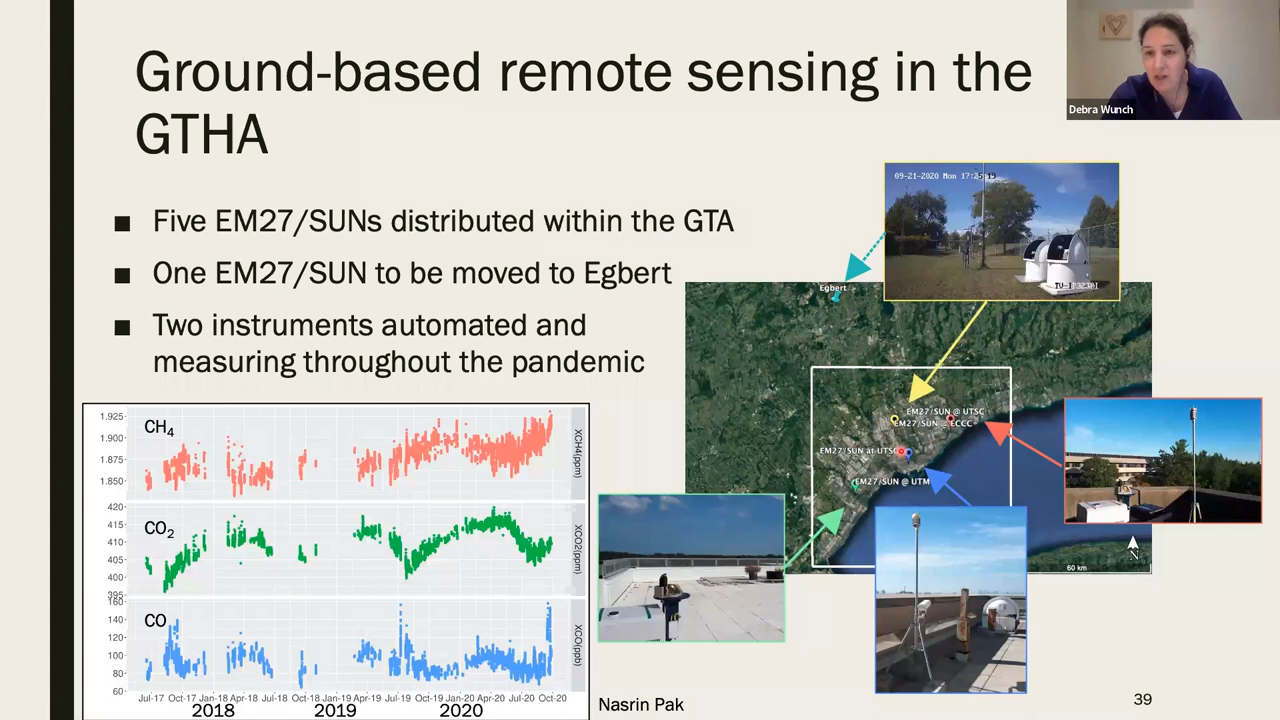 Ground-based remote sensing in the
GTHA
Debra Wunch
■ Five EM27/SUNs distributed within the GTA
■ One EM27/SUN to be moved to Egbert
■ Two instruments automated and
measuring throughout the pandemic
09-21-2020 Mon 17:25:19
Egbert
EM27/SUN @ UTSC
EM27/SUN @ ECCC
EM27/SUN at UTSG
EM27/SUN @ UTM
N
60 km
CH4
1.925
1.900
1.875
1.850
XCH4(ppm)
CO2
420
415
410
405
400
395
XCO2(ppm)
CO
160
140
120
100
80
60
XCO(ppb)
Jul-17 Oct-17 Jan-18 Apr-18 Jul-18 Oct-18 Jan-19 Apr-19 Jul-19 Oct-19 Jan-20 Apr-20 Jul-20 Oct-20
2018 2019 2020
Nasrin Pak
39